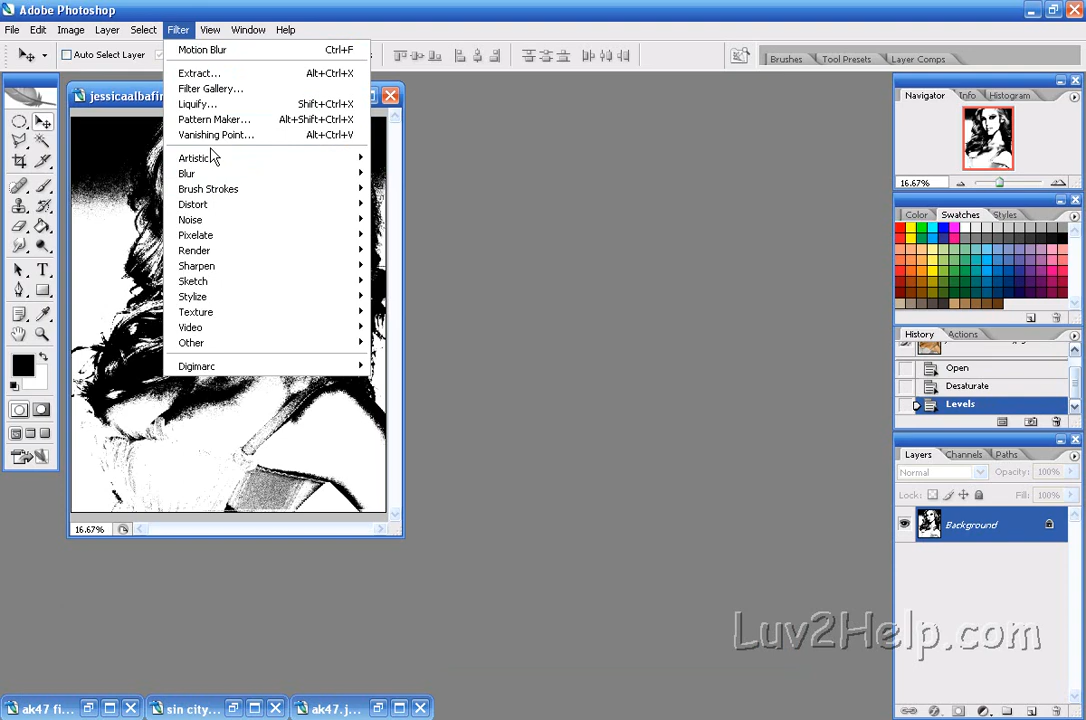 Adobe Photoshop
File Edit Image Layer Select Filter View Window Help
Auto Select Layer
Brushes Tool Presets Layer Comps
Motion Blur Ctrl+F
Extract... Alt+Ctrl+X
Filter Gallery...
Liquify... Shift+Ctrl+X
Pattern Maker... Alt+Shift+Ctrl+X
Vanishing Point... Alt+Ctrl+V
Artistic
Blur
Brush Strokes
Distort
Noise
Pixelate
Render
Sharpen
Sketch
Stylize
Texture
Video
Other
Digimarc
jessicaalbafin
16.67%
Navigator Info Histogram
16.67%
Color Swatches Styles
History Actions
Open
Desaturate
Levels
Layers Channels Paths
Normal Opacity: 100%
Lock: Fill: 100%
Background
Luv2Help.com
ak47 fi... sin city... ak47.j...